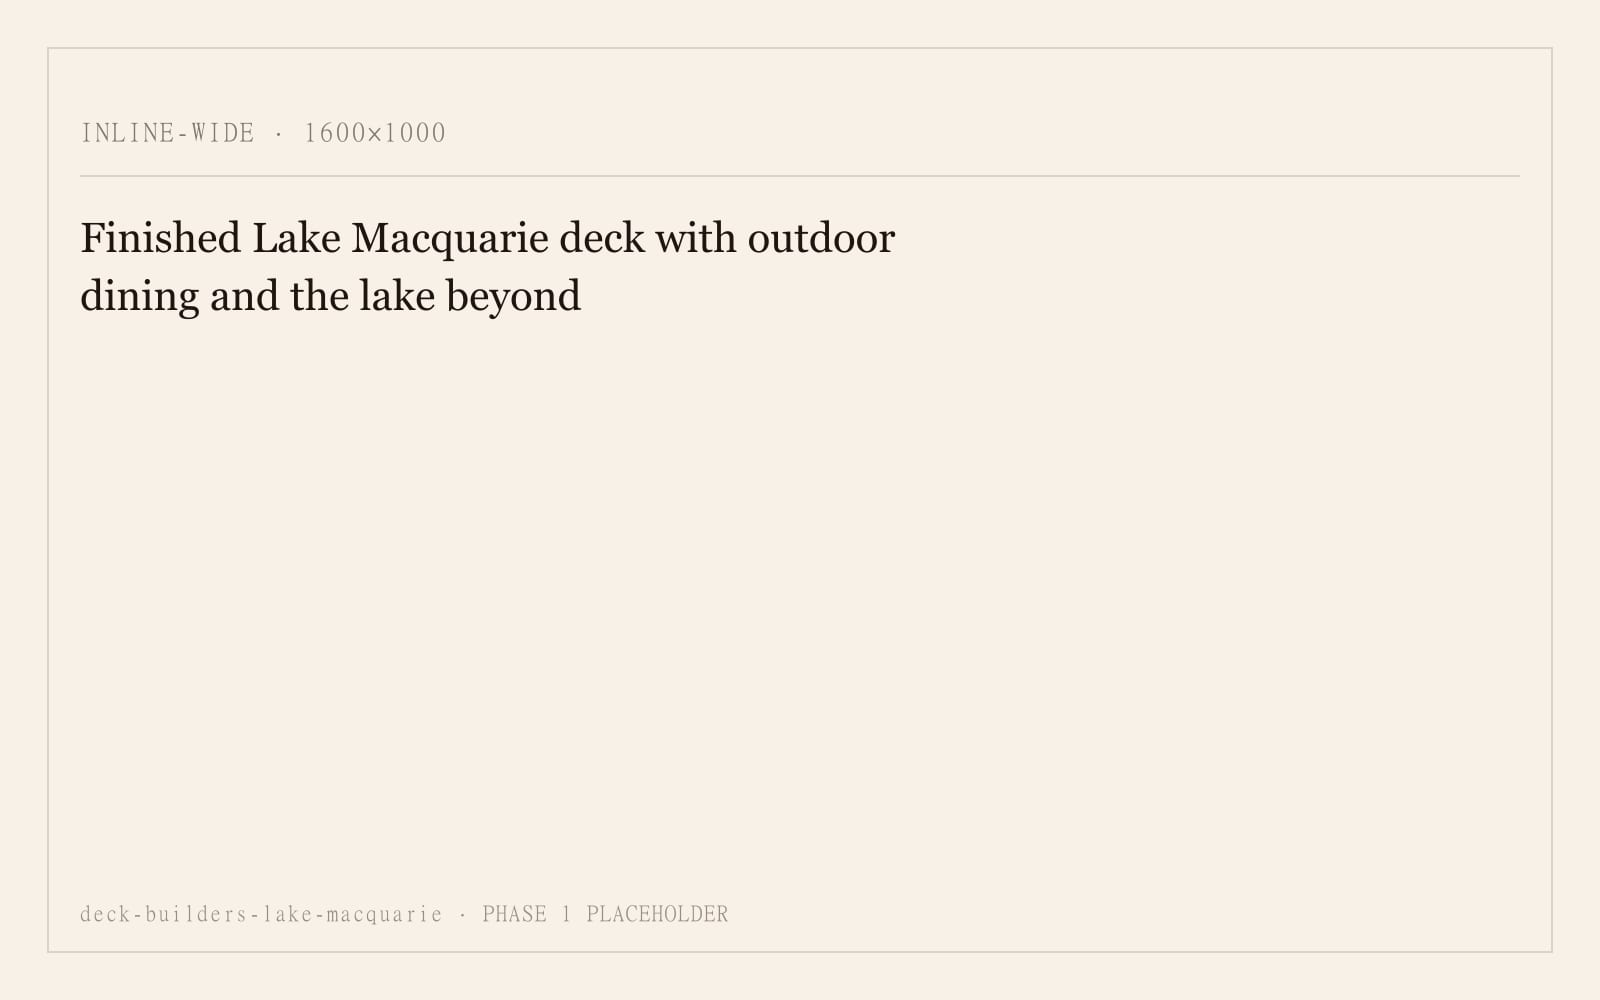 INLINE-WIDE · 1600×1000
Finished Lake Macquarie deck with outdoor
dining and the lake beyond
deck-builders-lake-macquarie · PHASE 1 PLACEHOLDER